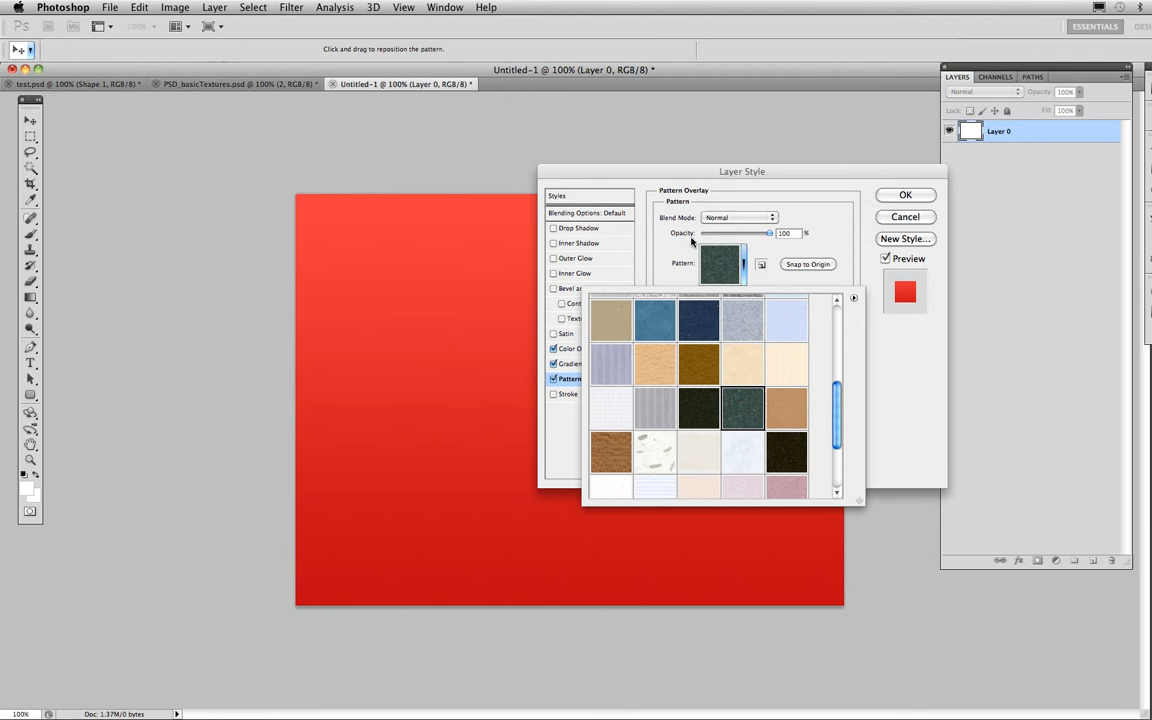 Photoshop File Edit Image Layer Select Filter Analysis 3D View Window Help
Ps 100% ESSENTIALS
Click and drag to reposition the pattern.
Untitled-1 @ 100% (Layer 0, RGB/8) *
test.psd @ 100% (Shape 1, RGB/8) * PSD_basicTextures.psd @ 100% (2, RGB/8) * Untitled-1 @ 100% (Layer 0, RGB/8) *
LAYERS CHANNELS PATHS
Normal Opacity: 100%
Lock: Fill: 100%
Layer 0
Layer Style
Styles
Blending Options: Default
Drop Shadow
Inner Shadow
Outer Glow
Inner Glow
Bevel a
Cont
Text
Satin
Color O
Gradien
Pattern
Stroke
Pattern Overlay
Pattern
Blend Mode: Normal
Opacity: 100 %
Pattern: Snap to Origin
OK
Cancel
New Style...
Preview
T
100% Doc: 1.37M/0 bytes